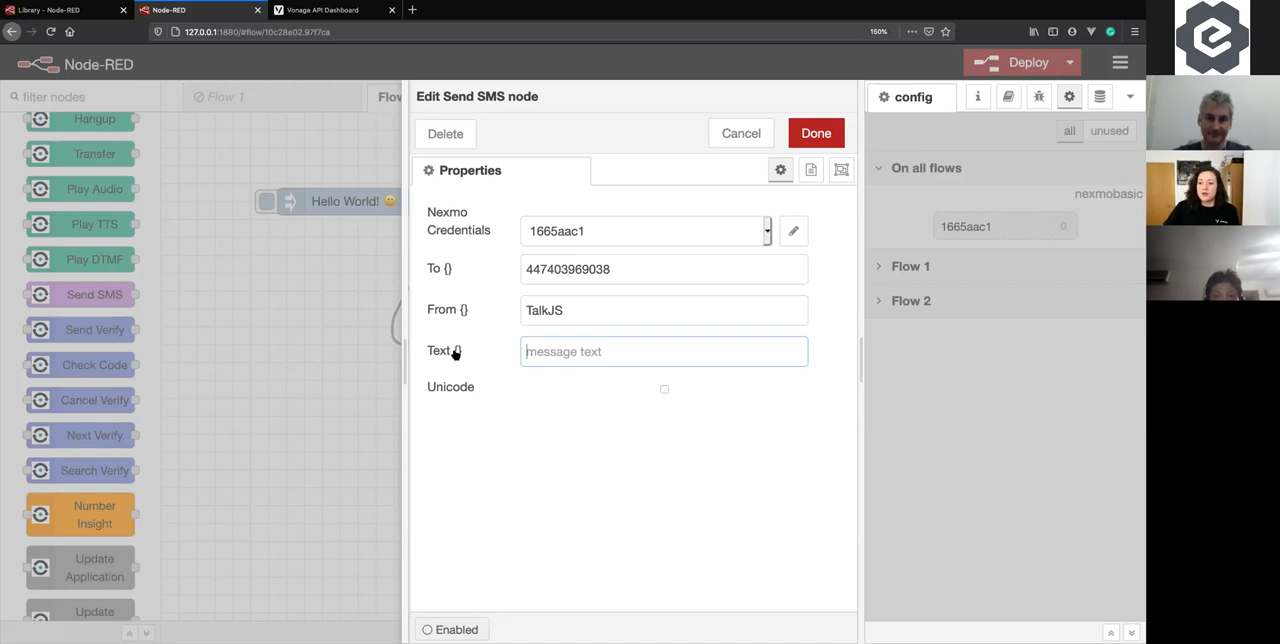 Library - Node-RED
Node-RED
Vonage API Dashboard
127.0.0.1:1880/#flow/10c28e02.97f7ca
150%
Node-RED
Deploy
filter nodes
Flow 1
Flow
Hangup
Transfer
Play Audio
Play TTS
Play DTMF
Send SMS
Send Verify
Check Code
Cancel Verify
Next Verify
Search Verify
Number
Insight
Update
Application
Update
Hello World! 😀
Edit Send SMS node
Delete
Cancel
Done
Properties
Nexmo
Credentials
1665aac1
To {}
447403969038
From {}
TalkJS
Text {}
message text
Unicode
Enabled
config
all
unused
On all flows
nexmobasic
1665aac1
0
Flow 1
Flow 2